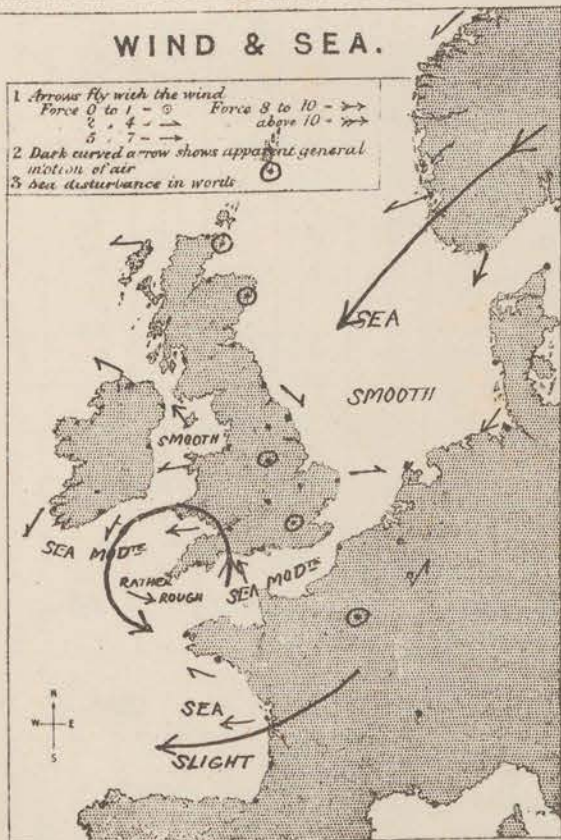 WIND & SEA.
1 Arrows fly with the wind
Force 0 to 1 - ⊙ Force 8 to 10 - ↣
2 „ 4 - ⇀ above 10 - ↣
5 „ 7 - →
2 Dark curved arrow shows apparent general
motion of air
3 Sea disturbance in words
SEA
SMOOTH
SMOOTH
SEA MODTE
RATHER
ROUGH
SEA MODTE
N
W E
S
SEA
SLIGHT